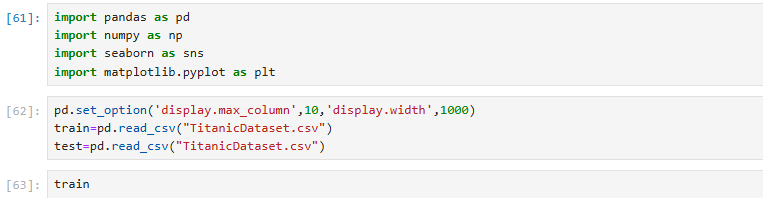 [61]: import pandas as pd
import numpy as np
import seaborn as sns
import matplotlib.pyplot as plt
[62]: pd.set_option('display.max_column',10,'display.width',1000)
train=pd.read_csv("TitanicDataset.csv")
test=pd.read_csv("TitanicDataset.csv")
[63]: train